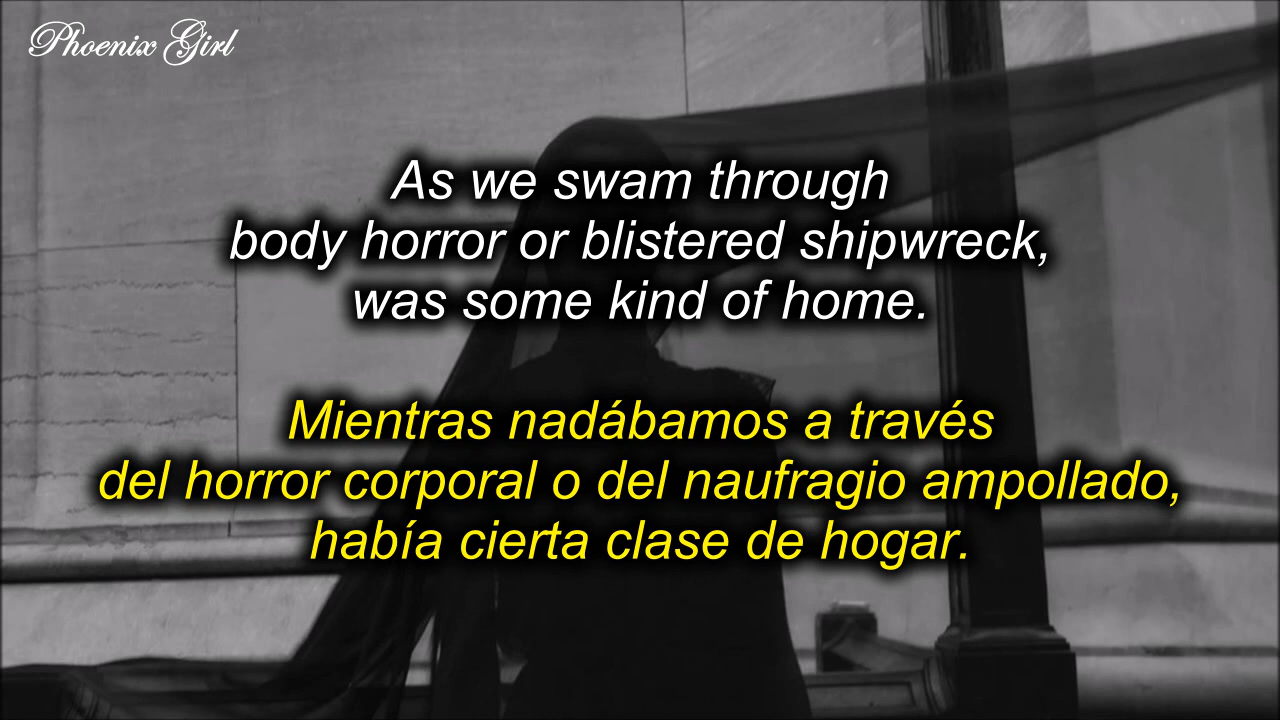 Phoenix Girl
As we swam through
body horror or blistered shipwreck,
was some kind of home.
Mientras nadábamos a través
del horror corporal o del naufragio ampollado,
había cierta clase de hogar.